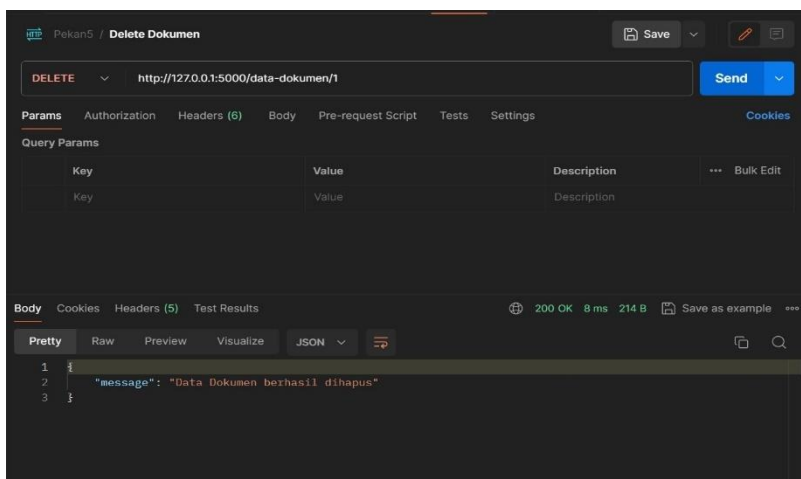 HTTP Pekan5 / Delete Dokumen Save
DELETE http://127.0.0.1:5000/data-dokumen/1 Send
Params Authorization Headers (6) Body Pre-request Script Tests Settings Cookies
Query Params
Key Value Description ••• Bulk Edit
Key Value Description
Body Cookies Headers (5) Test Results 200 OK 8 ms 214 B Save as example •••
Pretty Raw Preview Visualize JSON
1 {
2 "message": "Data Dokumen berhasil dihapus"
3 }